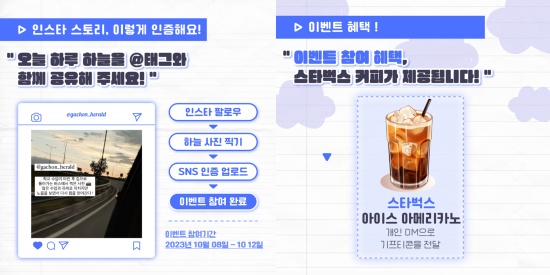 ▷ 인스타 스토리, 이렇게 인증해요!
" 오늘 하루 하늘을 @태그와
함께 공유해 주세요! "
@gachon_herald
@gachon_herald
인스타 팔로우
하늘 사진 찍기
SNS 인증 업로드
이벤트 참여 완료
이벤트 참여기간
2023년 10월 08일 – 10 12일
▷ 이벤트 혜택 !
" 이벤트 참여 혜택,
스타벅스 커피가 제공됩니다! "
스타벅스
아이스 아메리카노
개인 DM으로
기프티콘을 전달